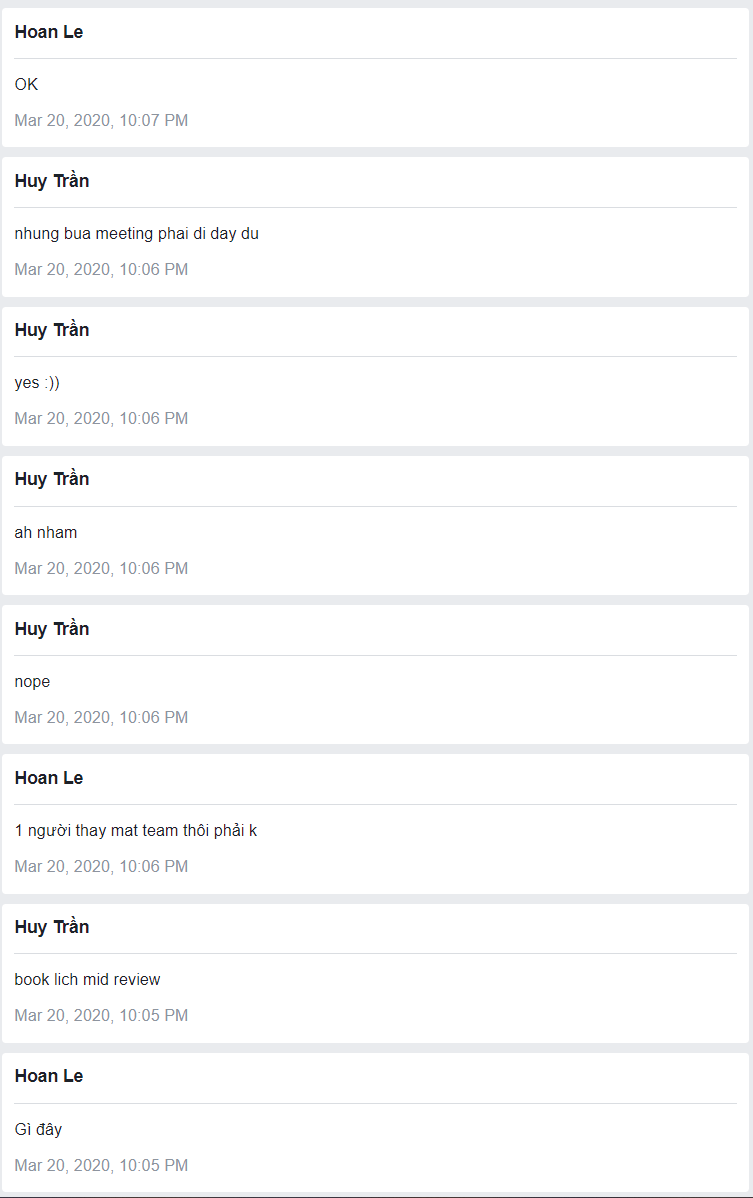 Hoan Le
OK
Mar 20, 2020, 10:07 PM
Huy Trần
nhung bua meeting phai di day du
Mar 20, 2020, 10:06 PM
Huy Trần
yes :))
Mar 20, 2020, 10:06 PM
Huy Trần
ah nham
Mar 20, 2020, 10:06 PM
Huy Trần
nope
Mar 20, 2020, 10:06 PM
Hoan Le
1 người thay mat team thôi phải k
Mar 20, 2020, 10:06 PM
Huy Trần
book lich mid review
Mar 20, 2020, 10:05 PM
Hoan Le
Gì đây
Mar 20, 2020, 10:05 PM